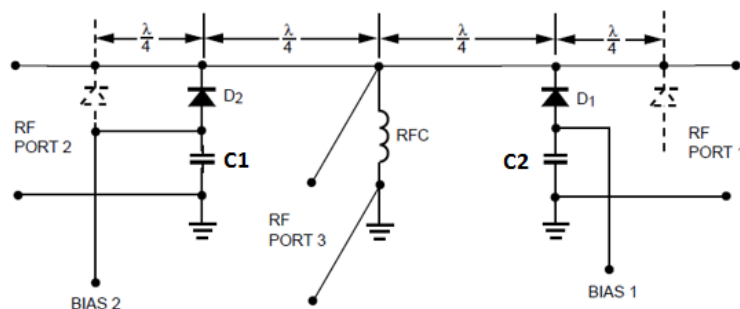 λ/4 λ/4 λ/4 λ/4
D2 RFC D1
RF
PORT 2
C1
C2
RF
PORT 1
RF
PORT 3
BIAS 2
BIAS 1